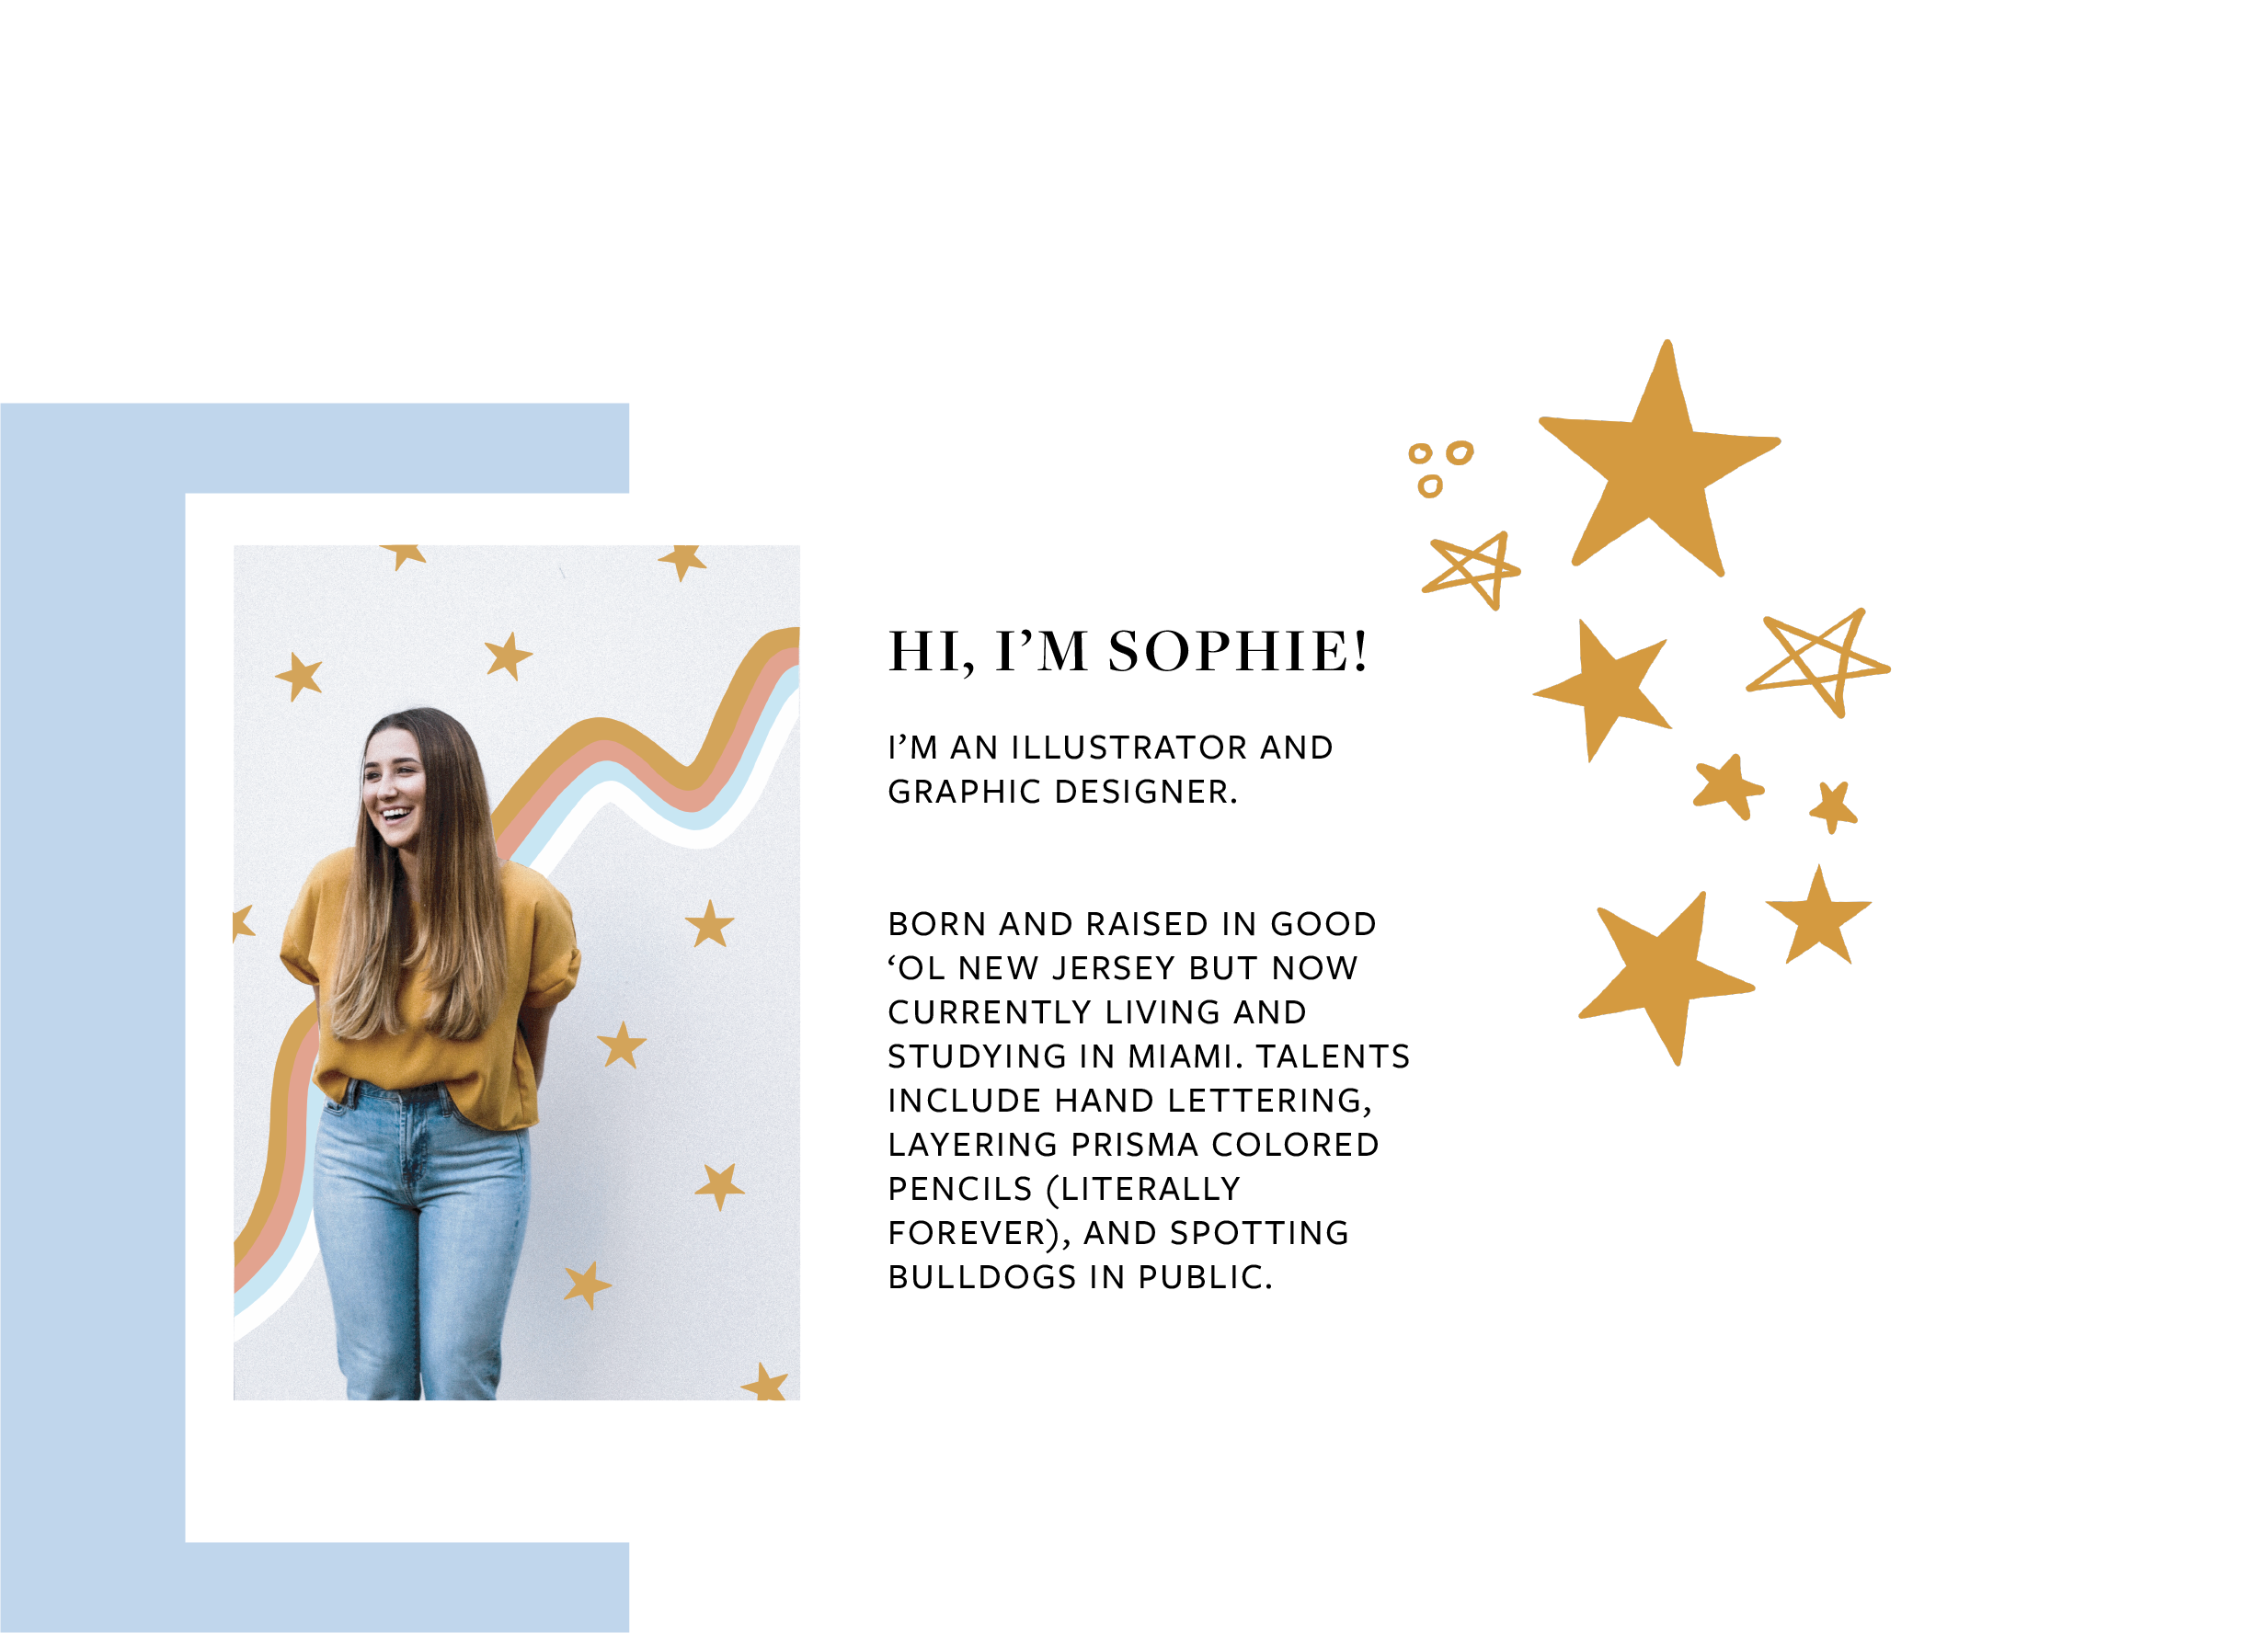 HI, I’M SOPHIE!
I’M AN ILLUSTRATOR AND
GRAPHIC DESIGNER.
BORN AND RAISED IN GOOD
‘OL NEW JERSEY BUT NOW
CURRENTLY LIVING AND
STUDYING IN MIAMI. TALENTS
INCLUDE HAND LETTERING,
LAYERING PRISMA COLORED
PENCILS (LITERALLY
FOREVER), AND SPOTTING
BULLDOGS IN PUBLIC.